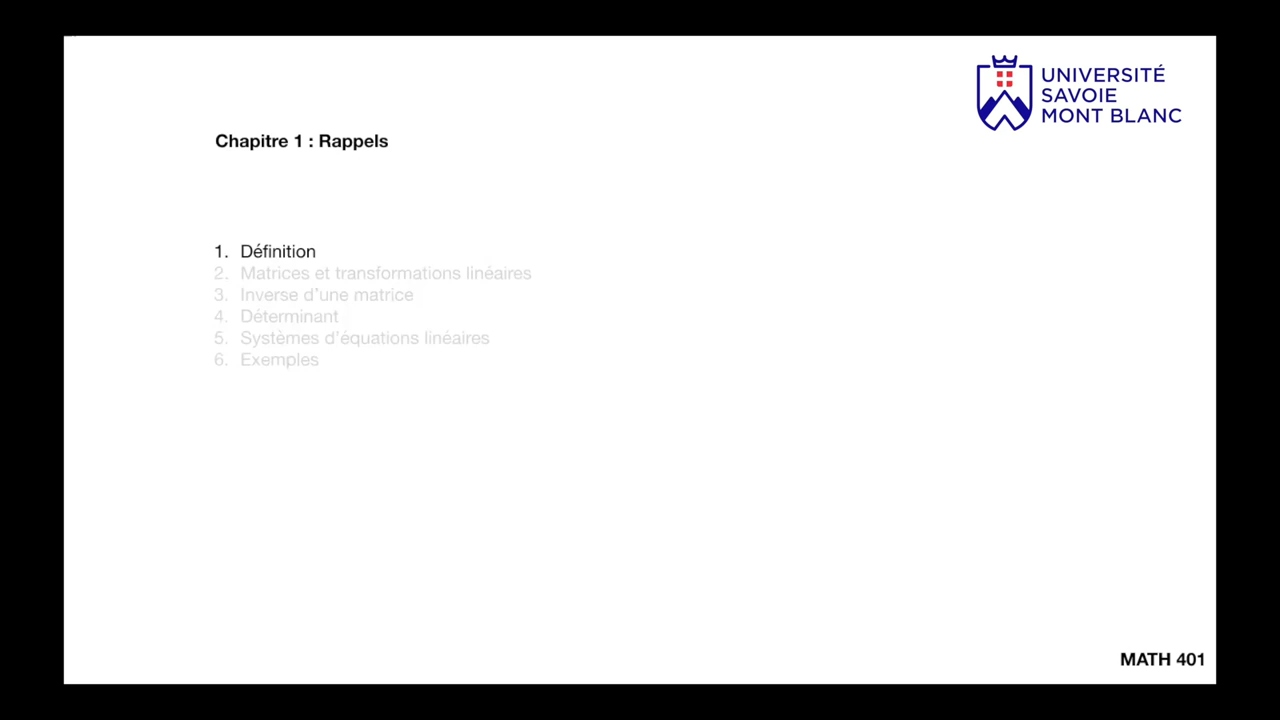 UNIVERSITÉ
SAVOIE
MONT BLANC
Chapitre 1 : Rappels
1. Définition
2. Matrices et transformations linéaires
3. Inverse d'une matrice
4. Déterminant
5. Systèmes d'équations linéaires
6. Exemples
MATH 401